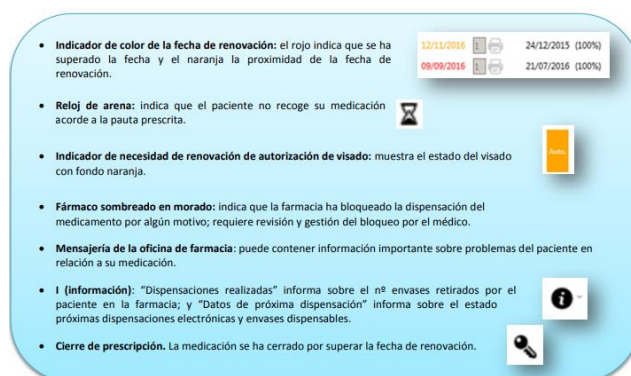 • Indicador de color de la fecha de renovación: el rojo indica que se ha
superado la fecha y el naranja la proximidad de la fecha de
renovación.
12/11/2016 1 24/12/2015 (100%)
09/09/2016 1 21/07/2016 (100%)
• Reloj de arena: indica que el paciente no recoge su medicación
acorde a la pauta prescrita.
• Indicador de necesidad de renovación de autorización de visado: muestra el estado del visado
con fondo naranja.
Auto.
• Fármaco sombreado en morado: indica que la farmacia ha bloqueado la dispensación del
medicamento por algún motivo; requiere revisión y gestión del bloqueo por el médico.
• Mensajería de la oficina de farmacia: puede contener información importante sobre problemas del paciente en
relación a su medicación.
• I (información): “Dispensaciones realizadas” informa sobre el nº envases retirados por el
paciente en la farmacia; y “Datos de próxima dispensación” informa sobre el estado
próximas dispensaciones electrónicas y envases dispensables.
i
• Cierre de prescripción. La medicación se ha cerrado por superar la fecha de renovación.